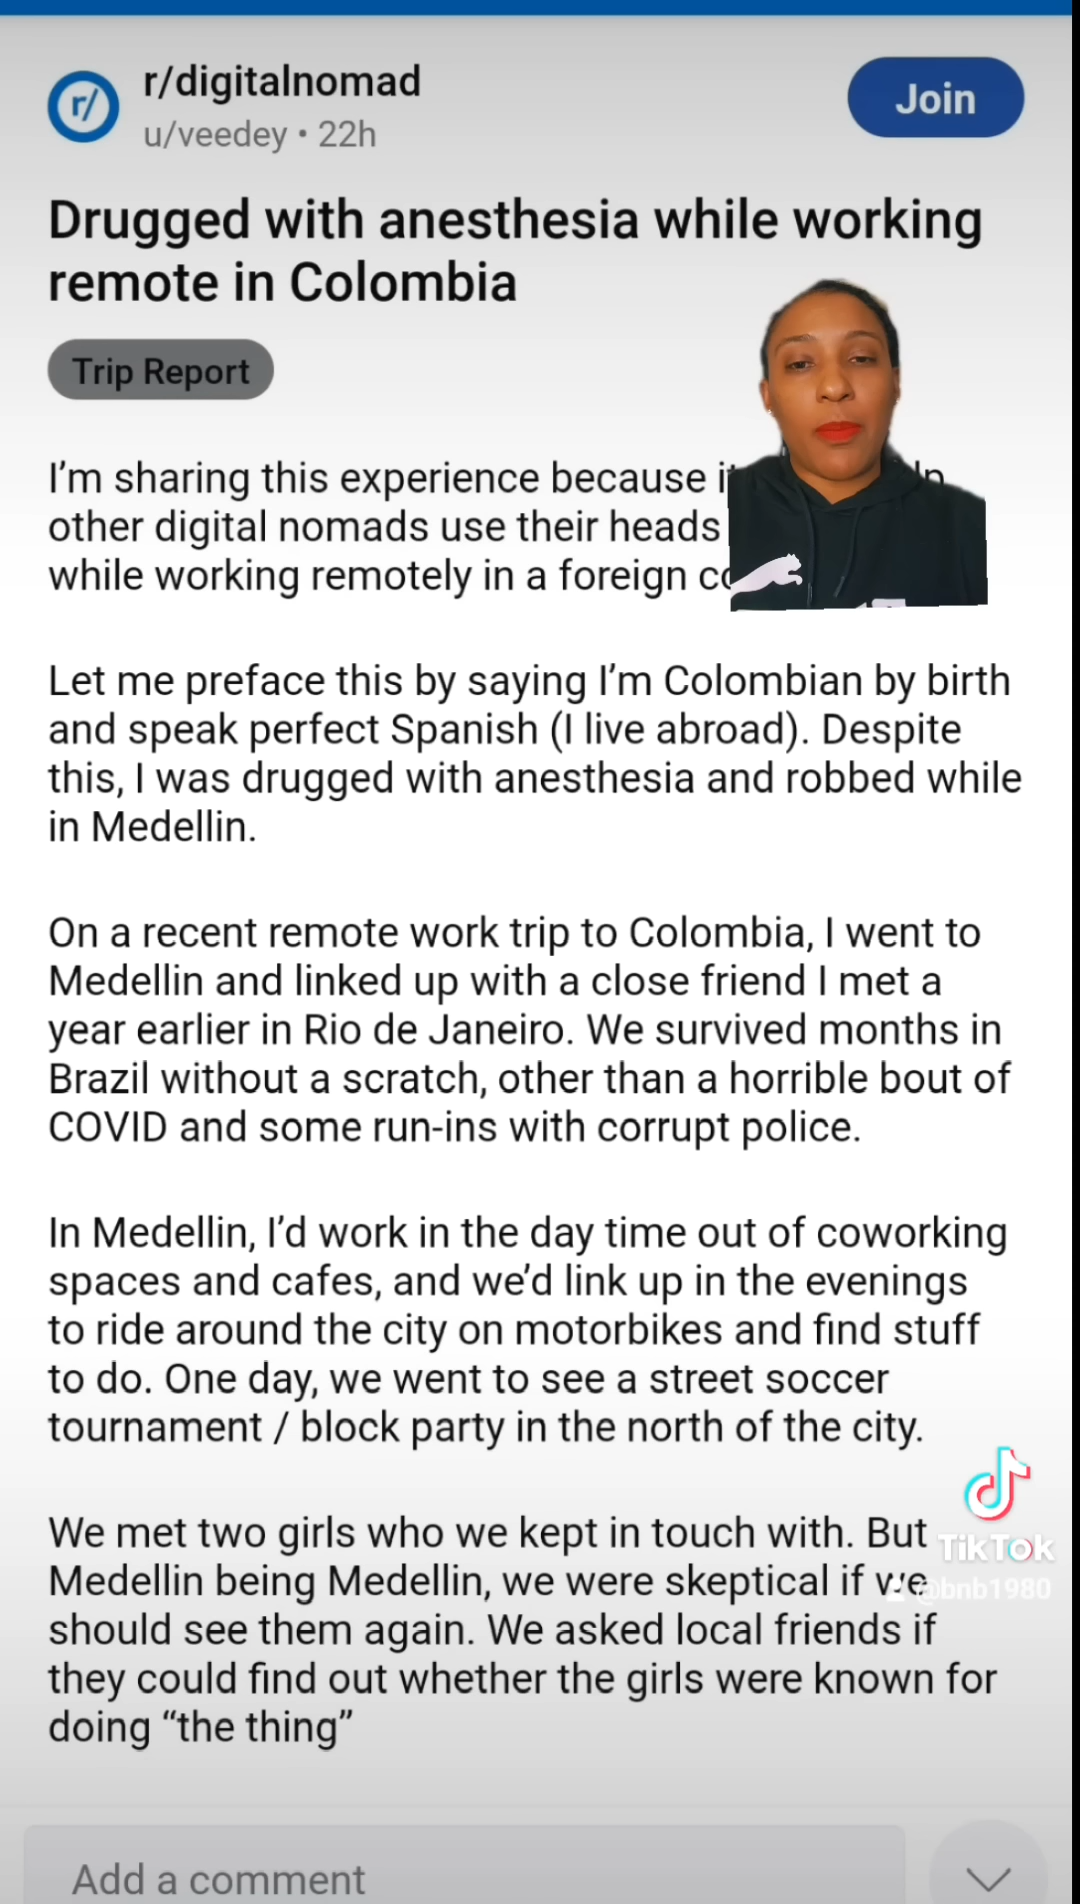 r/
r/digitalnomad
u/veedey • 22h
Join
Drugged with anesthesia while working
remote in Colombia
Trip Report
I’m sharing this experience because
other digital nomads use their heads
while working remotely in a foreign
Let me preface this by saying I’m Colombian by birth
and speak perfect Spanish (I live abroad). Despite
this, I was drugged with anesthesia and robbed while
in Medellin.
On a recent remote work trip to Colombia, I went to
Medellin and linked up with a close friend I met a
year earlier in Rio de Janeiro. We survived months in
Brazil without a scratch, other than a horrible bout of
COVID and some run-ins with corrupt police.
In Medellin, I’d work in the day time out of coworking
spaces and cafes, and we’d link up in the evenings
to ride around the city on motorbikes and find stuff
to do. One day, we went to see a street soccer
tournament / block party in the north of the city.
We met two girls who we kept in touch with. But
Medellin being Medellin, we were skeptical if we
should see them again. We asked local friends if
they could find out whether the girls were known for
doing “the thing”
TikTok
@bnb1980
Add a comment